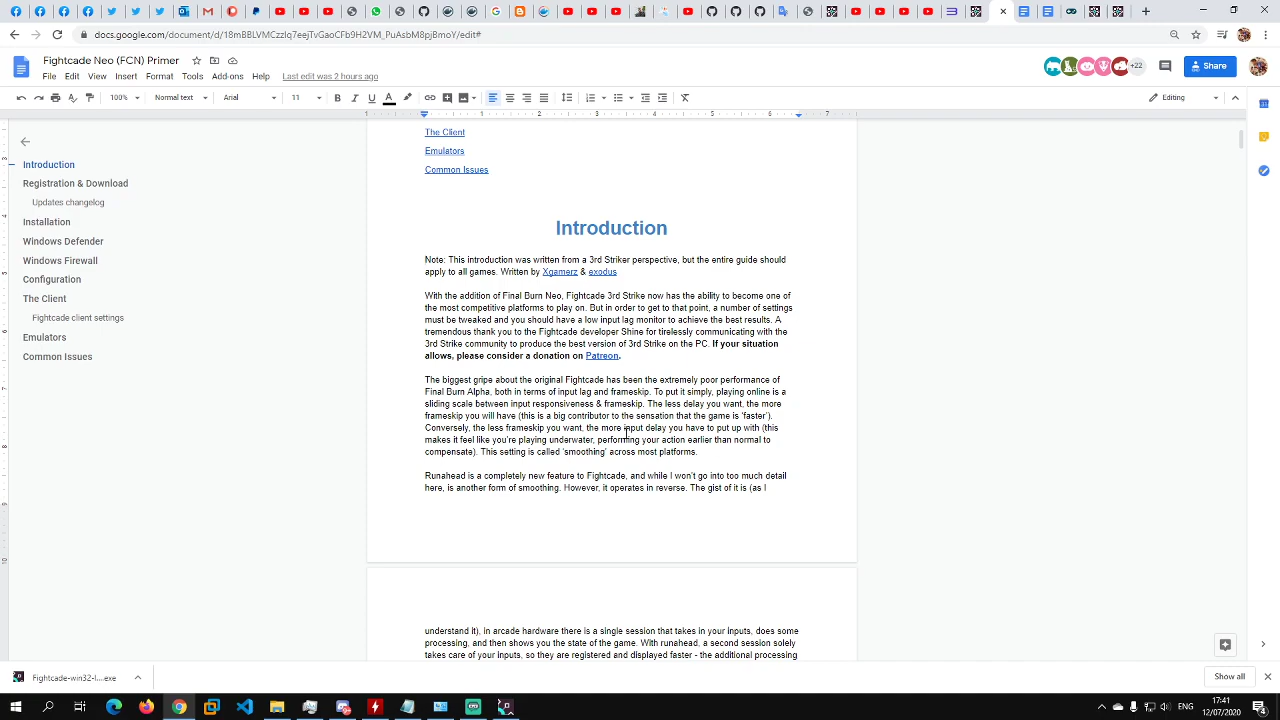 docs.google.com/document/d/18mBBLVMCzzlq7eejTvGaoCFb9H2VM_PuAsbM8pjBmoY/edit#
Fightcade Neo (FCN) Primer
File Edit View Insert Format Tools Add-ons Help Last edit was 2 hours ago
+22
Share
100% Normal text Arial 11 B I U A Editing
1 1 2 3 4 5 6 7
The Client
Emulators
Common Issues
Introduction
Registration & Download
Updates changelog
Installation
Windows Defender
Windows Firewall
Configuration
The Client
Fightcade client settings
Emulators
Common Issues
Introduction
Note: This introduction was written from a 3rd Striker perspective, but the entire guide should
apply to all games. Written by Xgamerz & exodus
With the addition of Final Burn Neo, Fightcade 3rd Strike now has the ability to become one of
the most competitive platforms to play on. But in order to get to that point, a number of settings
must be tweaked and you should have a low input lag monitor to achieve the best results. A
tremendous thank you to the Fightcade developer Shine for tirelessly communicating with the
3rd Strike community to produce the best version of 3rd Strike on the PC. If your situation
allows, please consider a donation on Patreon.
The biggest gripe about the original Fightcade has been the extremely poor performance of
Final Burn Alpha, both in terms of input lag and frameskip. To put it simply, playing online is a
sliding scale between input responsiveness & frameskip. The less delay you want, the more
frameskip you will have (this is a big contributor to the sensation that the game is 'faster').
Conversely, the less frameskip you want, the more input delay you have to put up with (this
makes it feel like you're playing underwater, performing your action earlier than normal to
compensate). This setting is called 'smoothing' across most platforms.
Runahead is a completely new feature to Fightcade, and while I won't go into too much detail
here, is another form of smoothing. However, it operates in reverse. The gist of it is (as I
understand it), in arcade hardware there is a single session that takes in your inputs, does some
processing, and then shows you the state of the game. With runahead, a second session solely
takes care of your inputs, so they are registered and displayed faster - the additional processing
Fightcade-win32-l....exe
Show all
ENG
17:41
12/07/2020